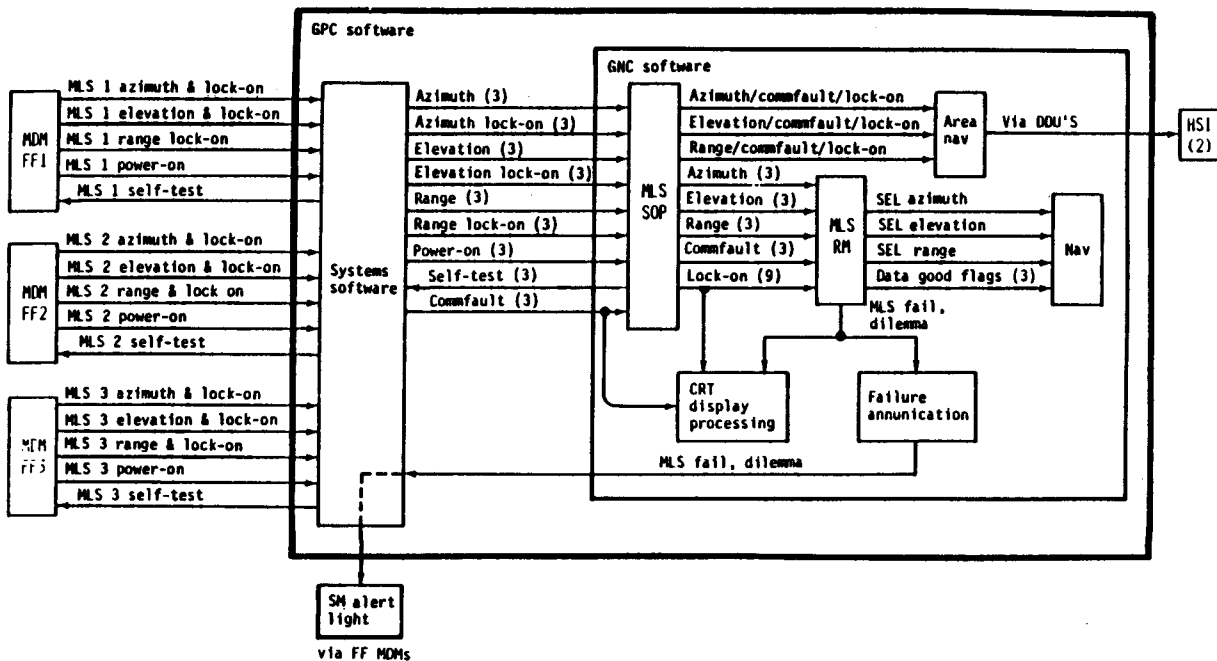 GPC software
GNC software
MDM
FF1
MLS 1 azimuth & lock-on
MLS 1 elevation & lock-on
MLS 1 range lock-on
MLS 1 power-on
MLS 1 self-test
MDM
FF2
MLS 2 azimuth & lock-on
MLS 2 elevation & lock-on
MLS 2 range & lock on
MLS 2 power-on
MLS 2 self-test
MDM
FF3
MLS 3 azimuth & lock-on
MLS 3 elevation & lock-on
MLS 3 range & lock-on
MLS 3 power-on
MLS 3 self-test
Systems
software
Azimuth (3)
Azimuth lock-on (3)
Elevation (3)
Elevation lock-on (3)
Range (3)
Range lock-on (3)
Power-on (3)
Self-test (3)
Commfault (3)
MLS
SOP
Azimuth/commfault/lock-on
Elevation/commfault/lock-on
Range/commfault/lock-on
Azimuth (3)
Elevation (3)
Range (3)
Commfault (3)
Lock-on (9)
Area
nav
Via DDU'S
HSI
(2)
MLS
RM
SEL azimuth
SEL elevation
SEL range
Data good flags (3)
Nav
MLS fail,
dilemma
CRT
display
processing
Failure
annunication
MLS fail, dilemma
SM alert
light
via FF MDMs